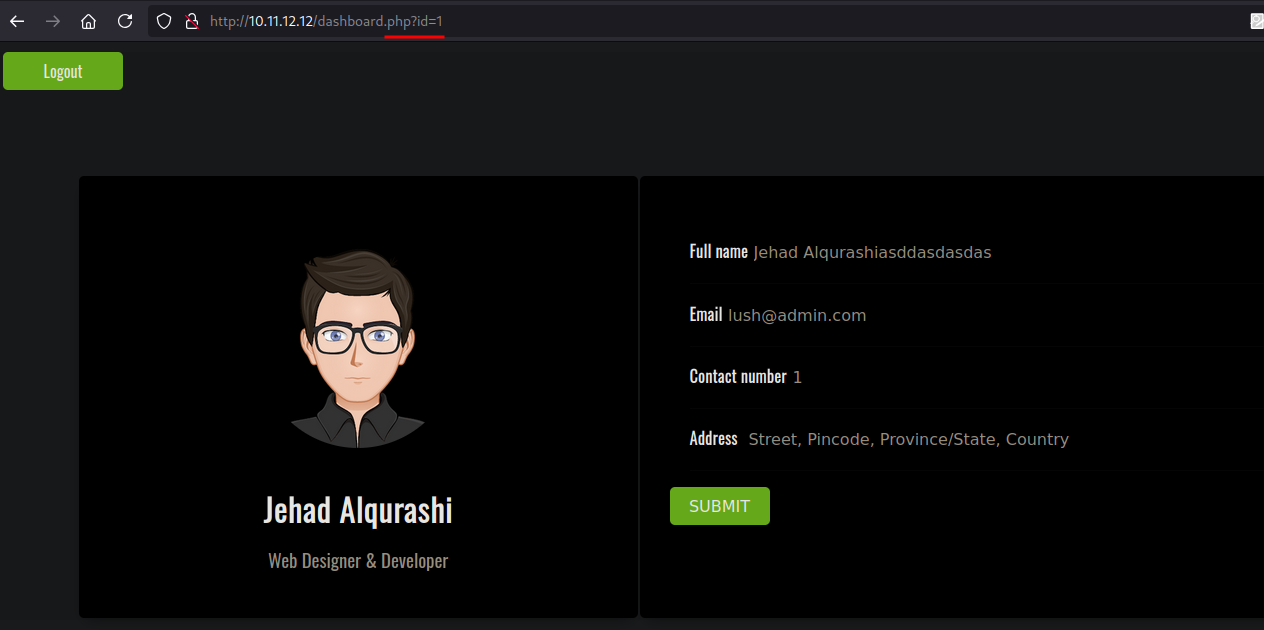 http://10.11.12.12/dashboard.php?id=1
Logout
Jehad Alqurashi
Web Designer & Developer
Full name Jehad Alqurashiasddasdasdas
Email lush@admin.com
Contact number 1
Address Street, Pincode, Province/State, Country
SUBMIT